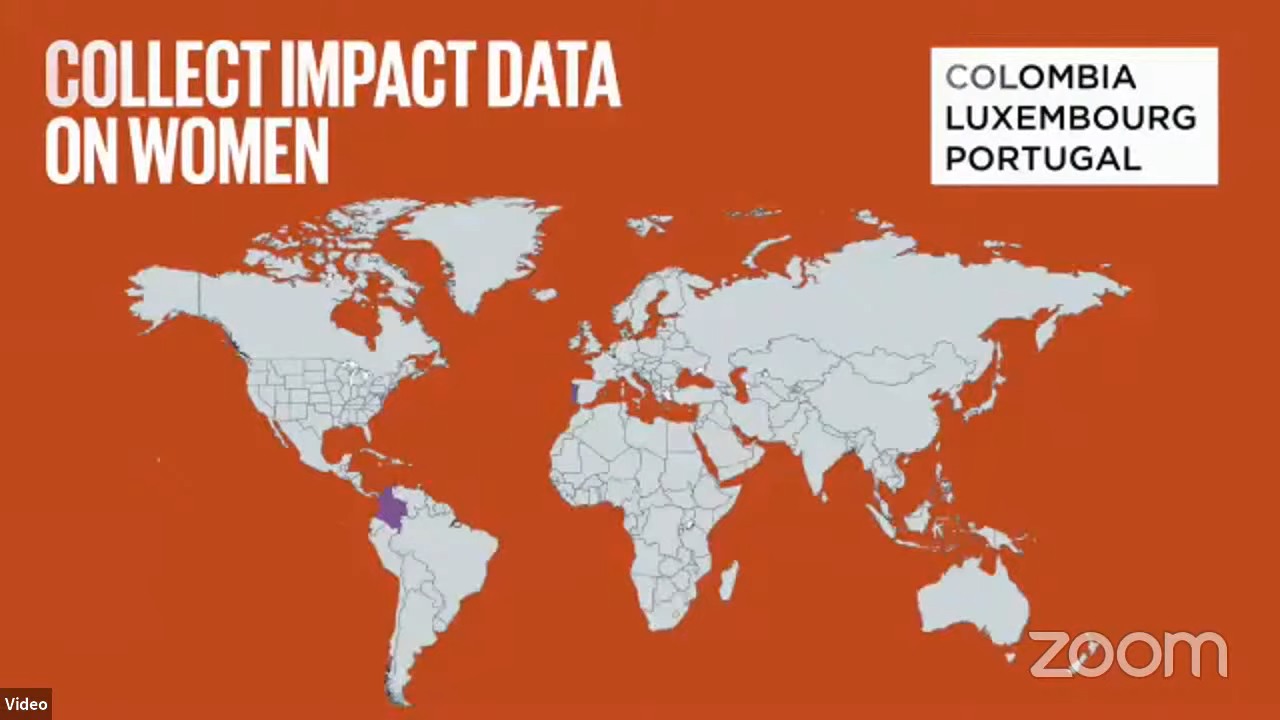 COLLECT IMPACT DATA
ON WOMEN
COLOMBIA
LUXEMBOURG
PORTUGAL
zoom
Video